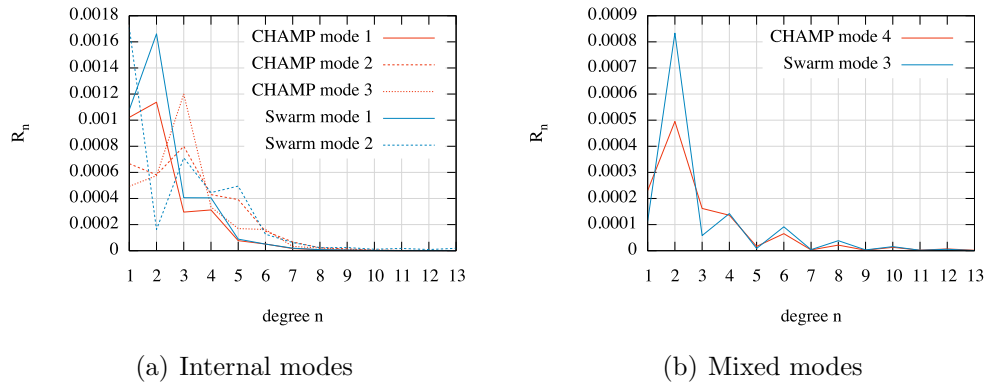 0.0018
0.0016
0.0014
0.0012
0.001
0.0008
0.0006
0.0004
0.0002
0
R_n
CHAMP mode 1
CHAMP mode 2
CHAMP mode 3
Swarm mode 1
Swarm mode 2
1 2 3 4 5 6 7 8 9 10 11 12 13
degree n
(a) Internal modes
0.0009
0.0008
0.0007
0.0006
0.0005
0.0004
0.0003
0.0002
0.0001
0
R_n
CHAMP mode 4
Swarm mode 3
1 2 3 4 5 6 7 8 9 10 11 12 13
degree n
(b) Mixed modes